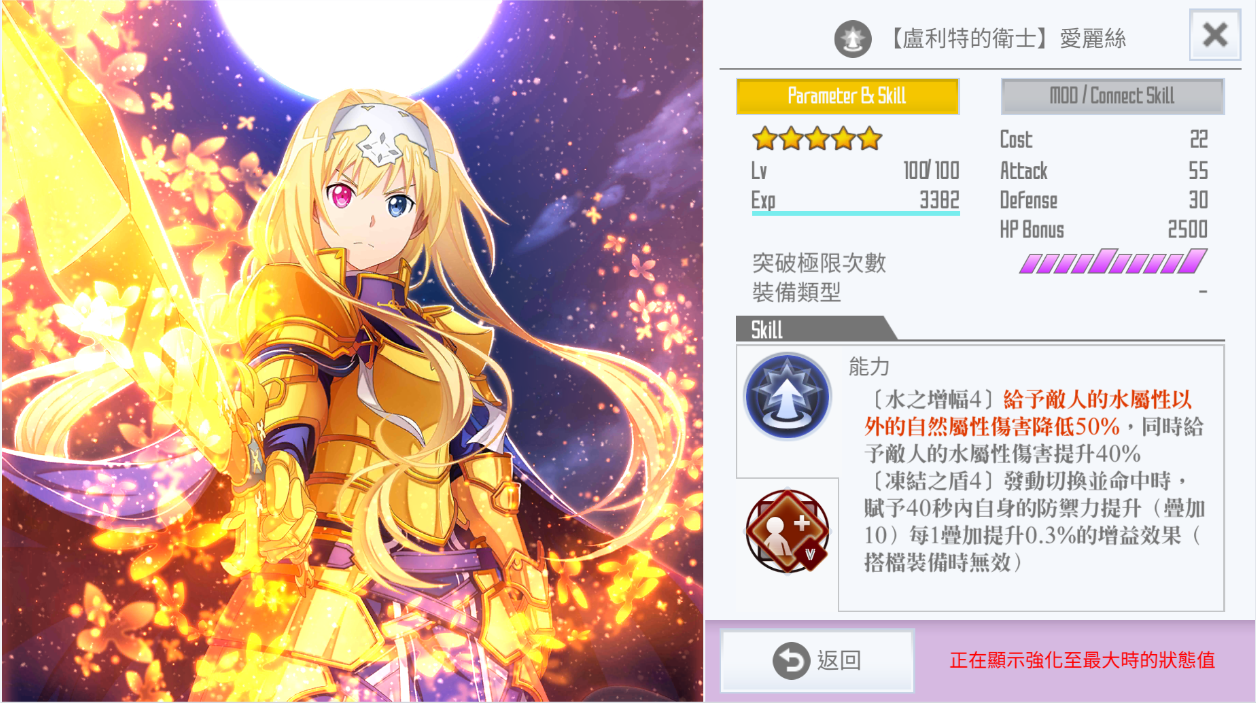 【盧利特的衛士】愛麗絲
Parameter & Skill
MOD / Connect Skill
Lv 100/100
Exp 3382
Cost 22
Attack 55
Defense 30
HP Bonus 2500
突破極限次數
裝備類型 -
Skill
能力
〔水之增幅4〕給予敵人的水屬性以
外的自然屬性傷害降低50%，同時給
予敵人的水屬性傷害提升40%
〔凍結之盾4〕發動切換並命中時，
賦予40秒內自身的防禦力提升（疊加
10）每1疊加提升0.3%的增益效果（
搭檔裝備時無效）
V
返回
正在顯示強化至最大時的狀態值